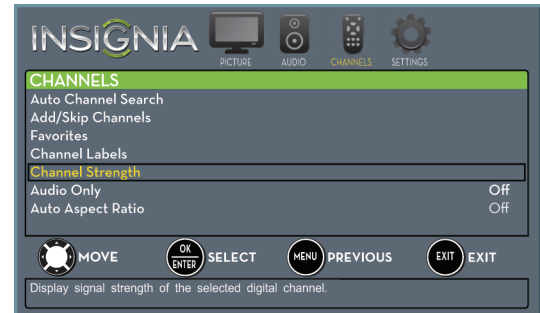 INSIGNIA
PICTURE AUDIO CHANNELS SETTINGS
CHANNELS
Auto Channel Search
Add/Skip Channels
Favorites
Channel Labels
Channel Strength
Audio Only Off
Auto Aspect Ratio Off
MOVE OK ENTER SELECT MENU PREVIOUS EXIT EXIT
Display signal strength of the selected digital channel.